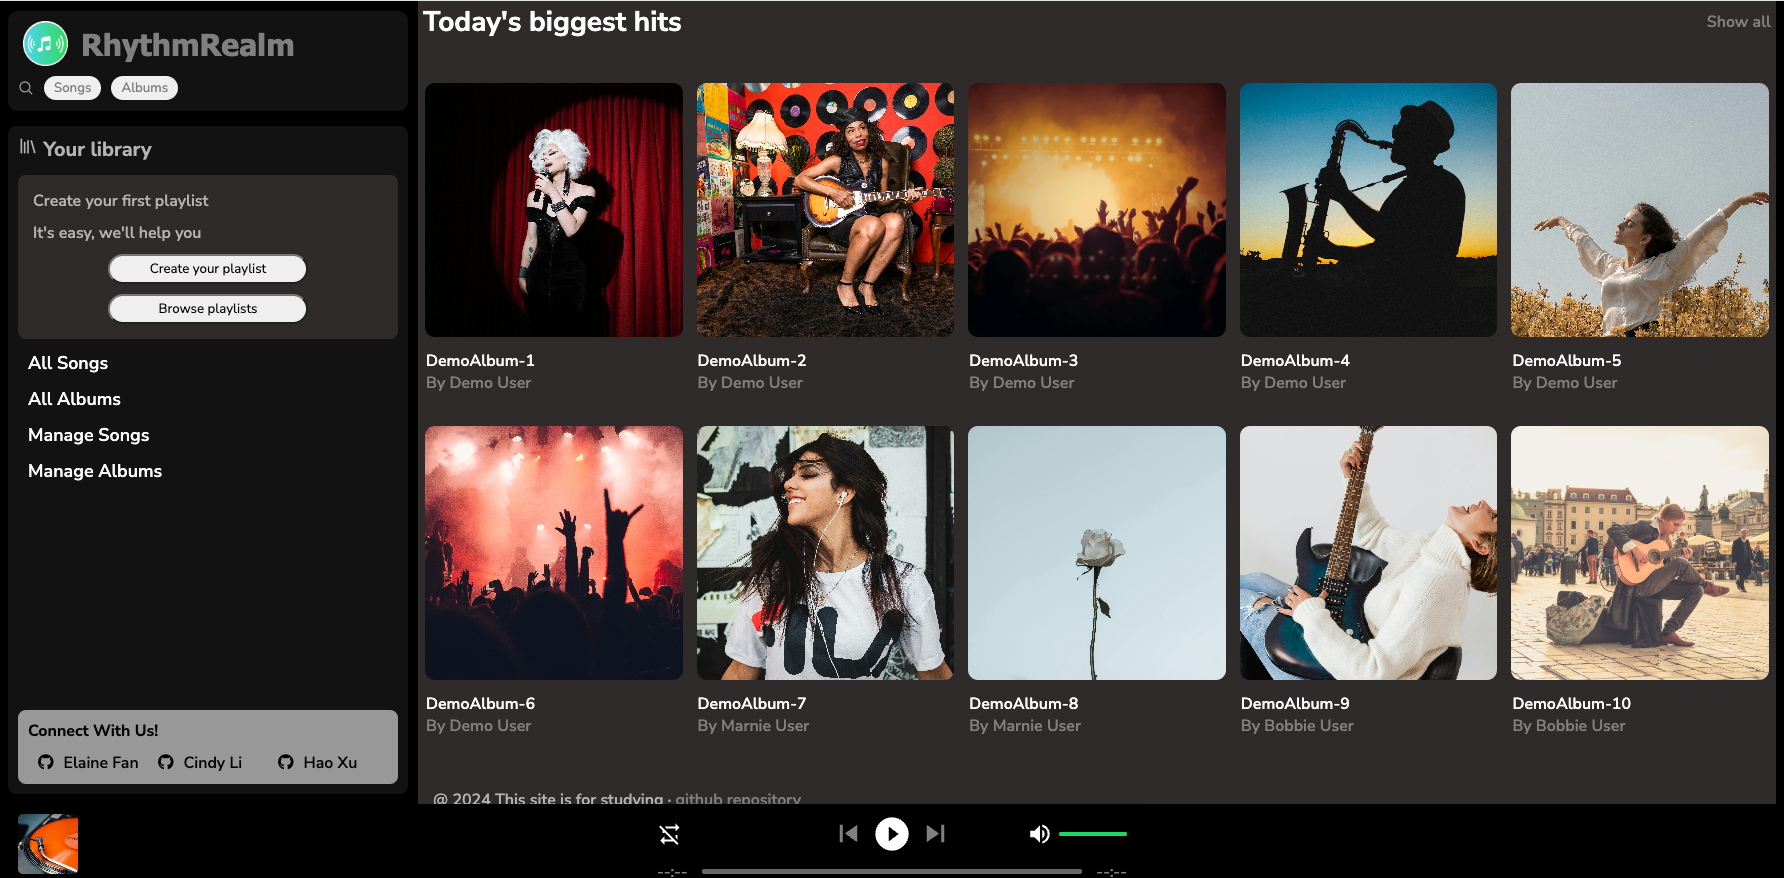 RhythmRealm
Songs
Albums
Your library
Create your first playlist
It's easy, we'll help you
Create your playlist
Browse playlists
All Songs
All Albums
Manage Songs
Manage Albums
Connect With Us!
Elaine Fan
Cindy Li
Hao Xu
Today's biggest hits
Show all
DemoAlbum-1
By Demo User
DemoAlbum-2
By Demo User
DemoAlbum-3
By Demo User
DemoAlbum-4
By Demo User
DemoAlbum-5
By Demo User
DemoAlbum-6
By Demo User
DemoAlbum-7
By Marnie User
DemoAlbum-8
By Marnie User
DemoAlbum-9
By Bobbie User
DemoAlbum-10
By Bobbie User
@ 2024 This site is for studying · github repository
--:--
--:--